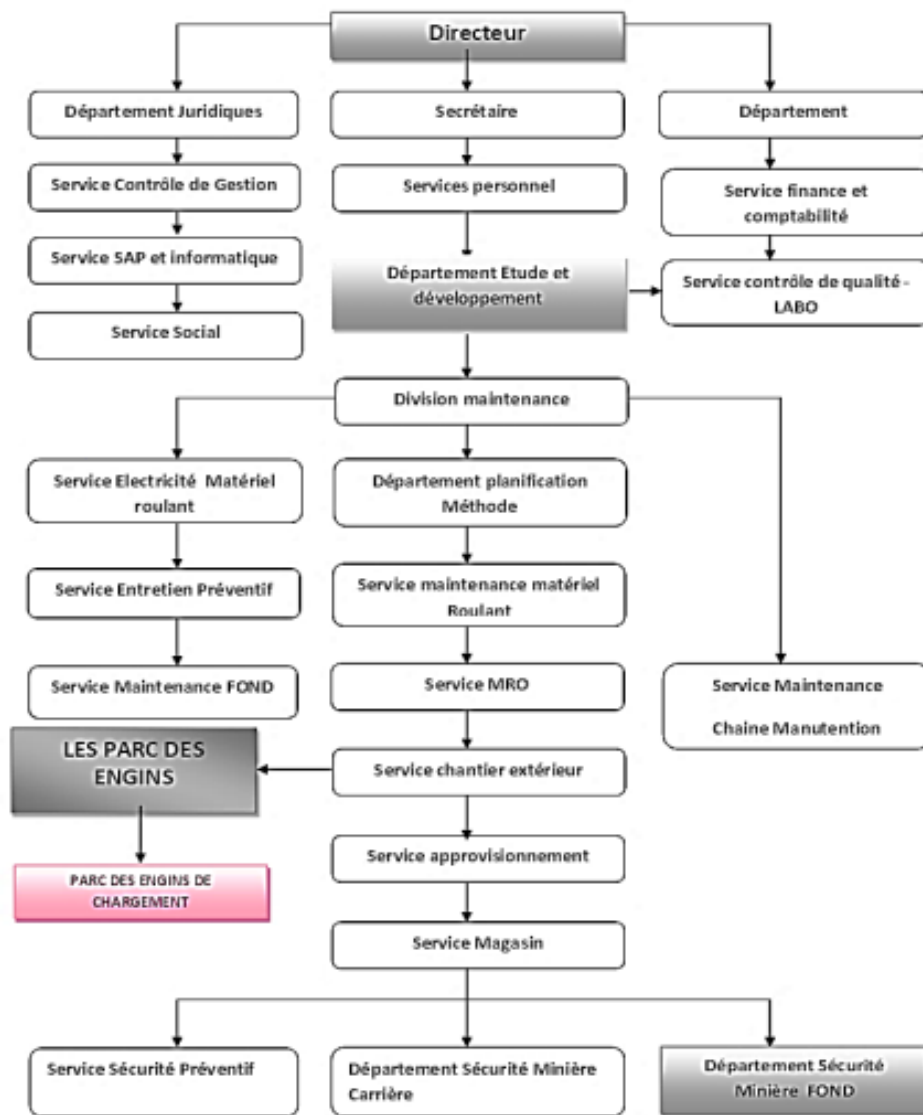 Directeur
Département Juridiques
Secrétaire
Département
Service Contrôle de Gestion
Services personnel
Service finance et
comptabilité
Service SAP et informatique
Département Etude et
développement
Service contrôle de qualité -
LABO
Service Social
Division maintenance
Service Electricité Matériel
roulant
Département planification
Méthode
Service Entretien Préventif
Service maintenance matériel
Roulant
Service Maintenance FOND
Service MRO
Service Maintenance
Chaine Manutention
LES PARC DES
ENGINS
Service chantier extérieur
PARC DES ENGINS DE
CHARGEMENT
Service approvisionnement
Service Magasin
Service Sécurité Préventif
Département Sécurité Minière
Carrière
Département Sécurité
Minière FOND